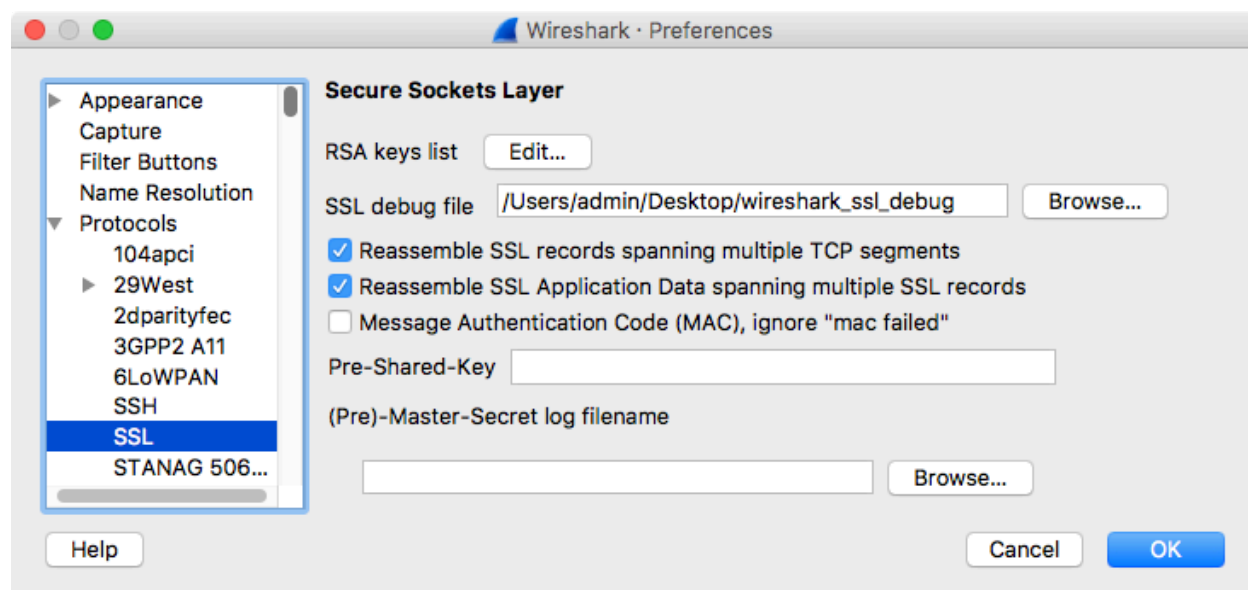 Wireshark · Preferences
Appearance
Capture
Filter Buttons
Name Resolution
Protocols
104apci
29West
2dparityfec
3GPP2 A11
6LoWPAN
SSH
SSL
STANAG 506...
Secure Sockets Layer
RSA keys list Edit...
SSL debug file /Users/admin/Desktop/wireshark_ssl_debug Browse...
Reassemble SSL records spanning multiple TCP segments
Reassemble SSL Application Data spanning multiple SSL records
Message Authentication Code (MAC), ignore "mac failed"
Pre-Shared-Key
(Pre)-Master-Secret log filename
Browse...
Help Cancel OK